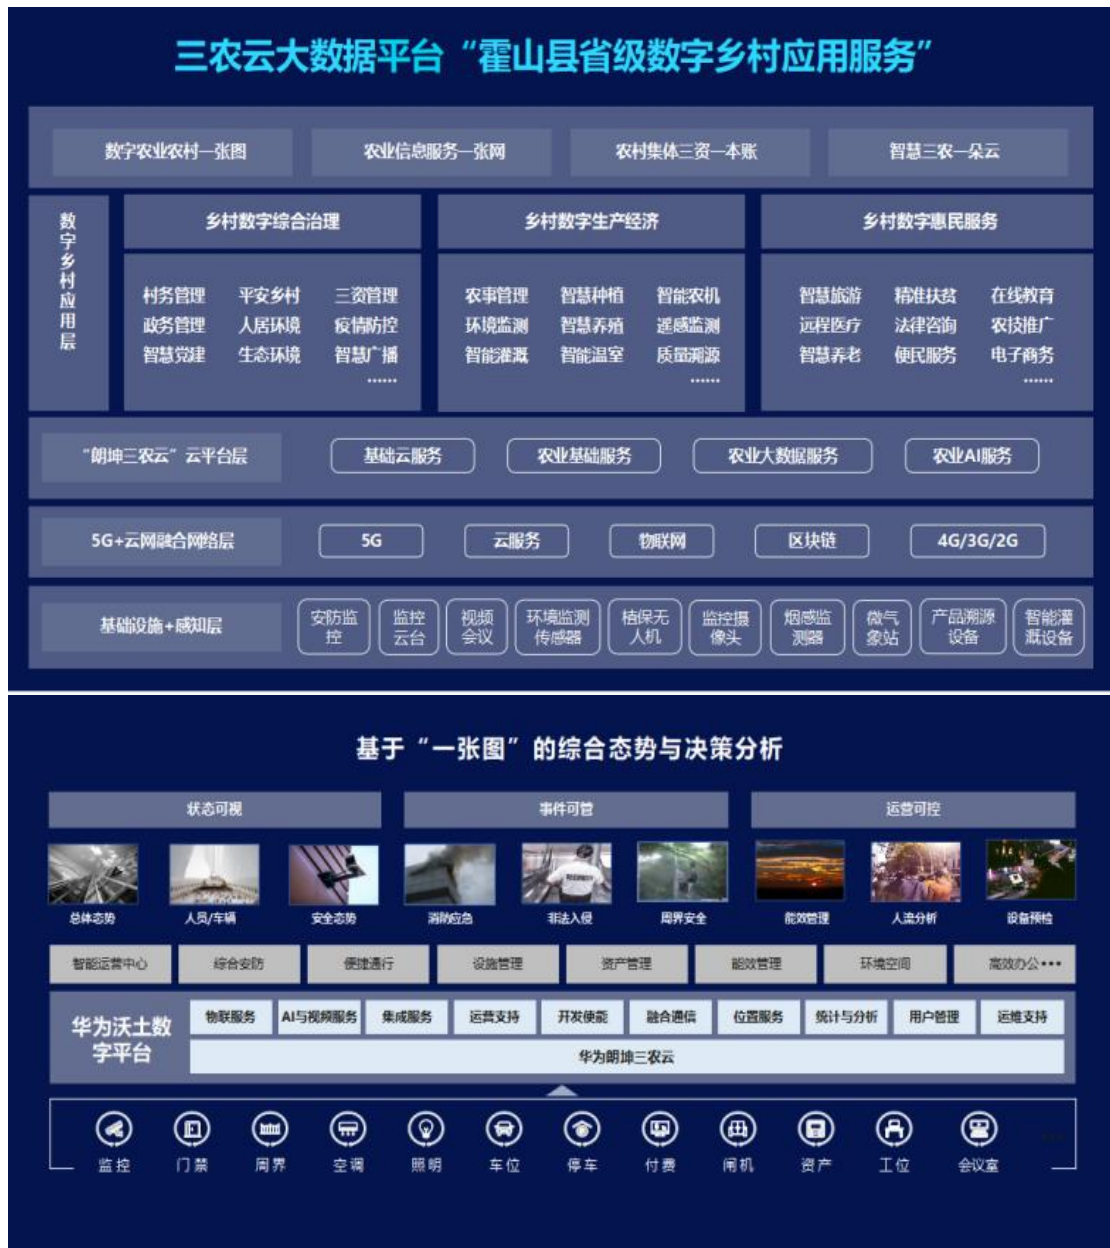 三农云大数据平台“霍山县省级数字乡村应用服务”
数字农业农村一张图 农业信息服务一张网 农村集体三资一本账 智慧三农一朵云
数字乡村应用层
乡村数字综合治理 乡村数字生产经济 乡村数字惠民服务
村务管理 平安乡村 三资管理 农事管理 智慧种植 智能农机 智慧旅游 精准扶贫 在线教育
政务管理 人居环境 疫情防控 环境监测 智慧养殖 遥感监测 远程医疗 法律咨询 农技推广
智慧党建 生态环境 智慧广播 智能灌溉 智能温室 质量溯源 智慧养老 便民服务 电子商务
...... ...... ......
“朗坤三农云”云平台层 基础云服务 农业基础服务 农业大数据服务 农业AI服务
5G+云网融合网络层 5G 云服务 物联网 区块链 4G/3G/2G
基础设施+感知层 安防监控 监控云台 视频会议 环境监测传感器 植保无人机 监控摄像头 烟感监测器 微气象站 产品溯源设备 智能灌溉设备
基于“一张图”的综合态势与决策分析
状态可视 事件可管 运营可控
总体态势 人员/车辆 安全态势 消防应急 非法入侵 周界安全 能效管理 人流分析 设备预检
智能运营中心 综合安防 便捷通行 设施管理 资产管理 能效管理 环境空间 高效办公•••
华为沃土数字平台
物联服务 AI与视频服务 集成服务 运营支持 开发使能 融合通信 位置服务 统计与分析 用户管理 运维支持
华为朗坤三农云
监控 门禁 周界 空调 照明 车位 停车 付费 闸机 资产 工位 会议室